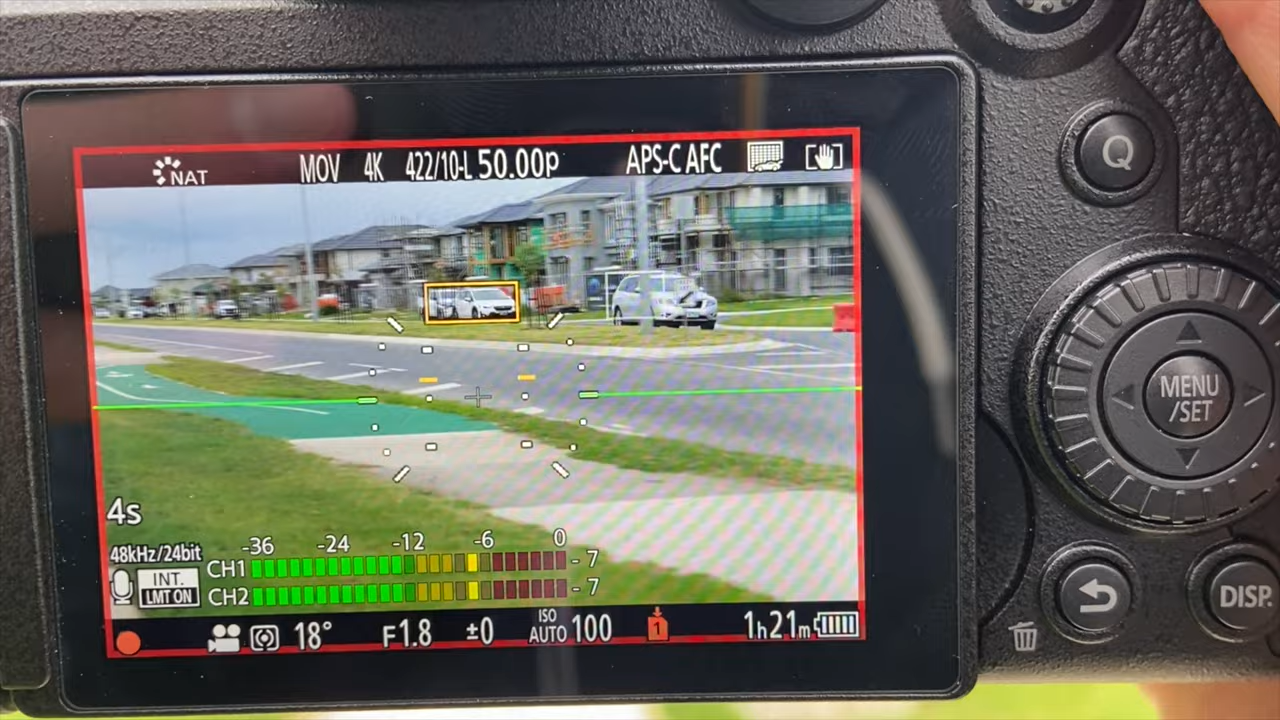 NAT MOV 4K 422/10-L 50.00p APS-C AFC
Q
MENU
/SET
4s
48kHz/24bit -36 -24 -12 -6 0
INT.
LMT ON
CH1 -7
CH2 -7
18° F1.8 ±0 ISO AUTO 100 1 1h21m
DISP.